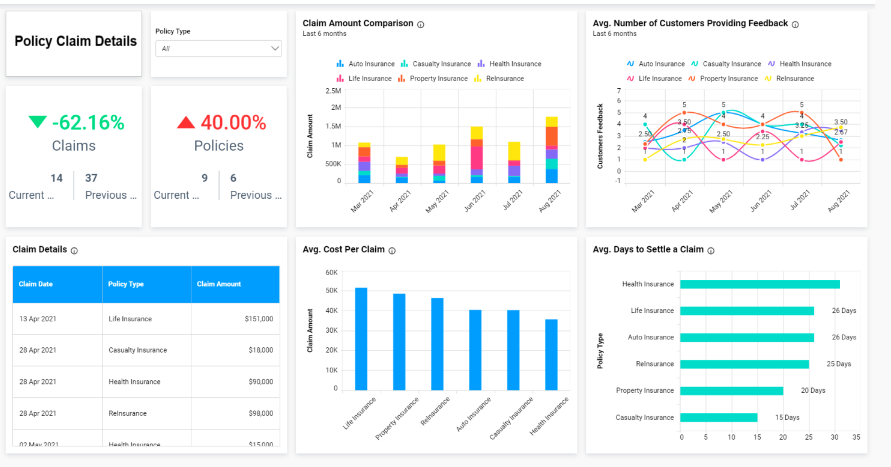 Policy Claim Details
Policy Type
All
-62.16%
Claims
14 37
Current ... Previous ...
40.00%
Policies
9 6
Current ... Previous ...
Claim Amount Comparison
Last 6 months
Auto Insurance Casualty Insurance Health Insurance
Life Insurance Property Insurance ReInsurance
Claim Amount
2.5M
2M
1.5M
1M
500K
0
Mar 2021 Apr 2021 May 2021 Jun 2021 Jul 2021 Aug 2021
Avg. Number of Customers Providing Feedback
Last 6 months
Auto Insurance Casualty Insurance Health Insurance
Life Insurance Property Insurance ReInsurance
Customers Feedback
7
6
5
4
3
2
1
0
-1
4 5 5 4 5 3.50
2.50 3.50 4 4 4 2.67
2 2.50 2.25 3.25
1 1 1 1
Mar 2021 Apr 2021 May 2021 Jun 2021 Jul 2021 Aug 2021
Claim Details
Claim Date Policy Type Claim Amount
13 Apr 2021 Life Insurance $151,000
28 Apr 2021 Casualty Insurance $18,000
28 Apr 2021 Health Insurance $90,000
28 Apr 2021 ReInsurance $98,000
02 May 2021 Health Insurance $15,000
Avg. Cost Per Claim
Claim Amount
60K
50K
40K
30K
20K
10K
0
Life Insurance Property Insurance ReInsurance Auto Insurance Casualty Insurance Health Insurance
Avg. Days to Settle a Claim
Policy Type
Health Insurance
Life Insurance 26 Days
Auto Insurance 26 Days
ReInsurance 25 Days
Property Insurance 20 Days
Casualty Insurance 15 Days
0 5 10 15 20 25 30 35